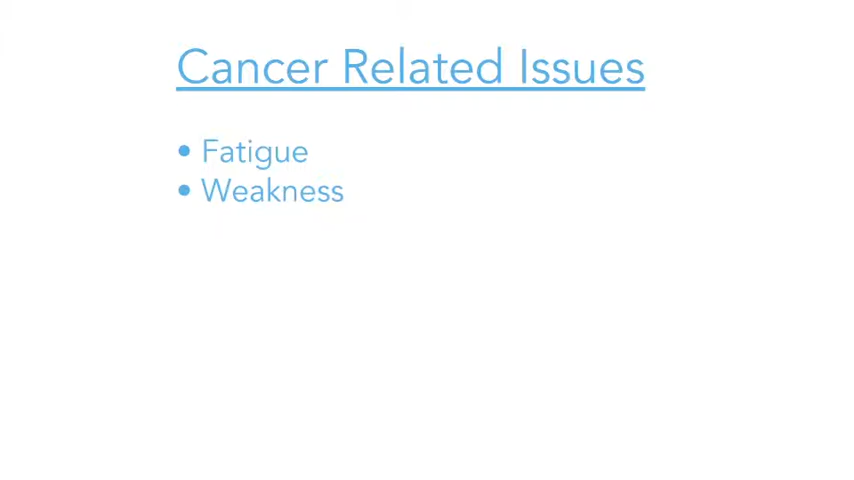 Cancer Related Issues
• Fatigue
• Weakness